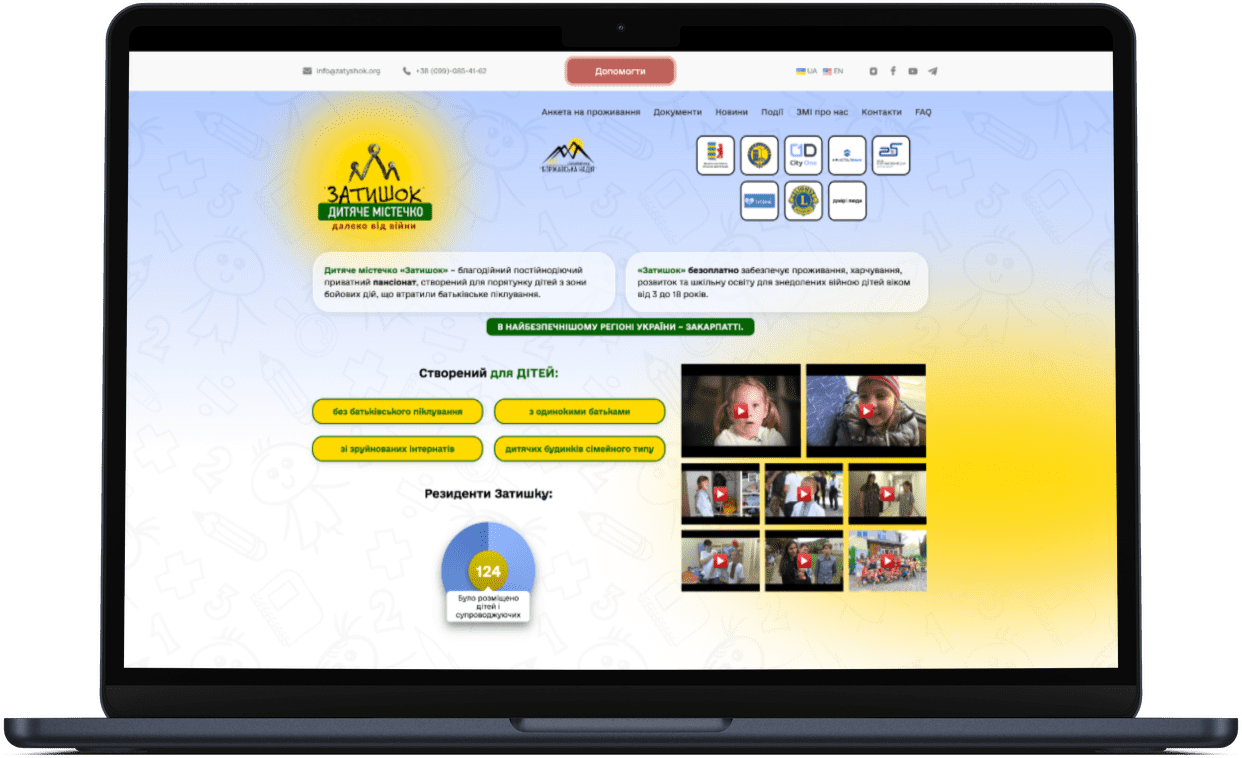 info@zatyshok.org
+38 (099)-085-41-62
Допомогти
UA EN
Анкета на проживання Документи Новини Події ЗМІ про нас Контакти FAQ
ЗАТИШОК
ДИТЯЧЕ МІСТЕЧКО
далеко від війни
City One
Дитяче містечко «Затишок» – благодійний постійнодіючий
приватний пансіонат, створений для порятунку дітей з зони
бойових дій, що втратили батьківське піклування.
«Затишок» безоплатно забезпечує проживання, харчування,
розвиток та шкільну освіту для знедолених війною дітей віком
від 3 до 18 років.
В НАЙБЕЗПЕЧНІШОМУ РЕГІОНІ УКРАЇНИ – ЗАКАРПАТТІ.
Створений для ДІТЕЙ:
без батьківського піклування
з одинокими батьками
зі зруйнованих інтернатів
дитячих будинків сімейного типу
Резиденти Затишку:
124
Було розміщено
дітей і
супроводжуючих